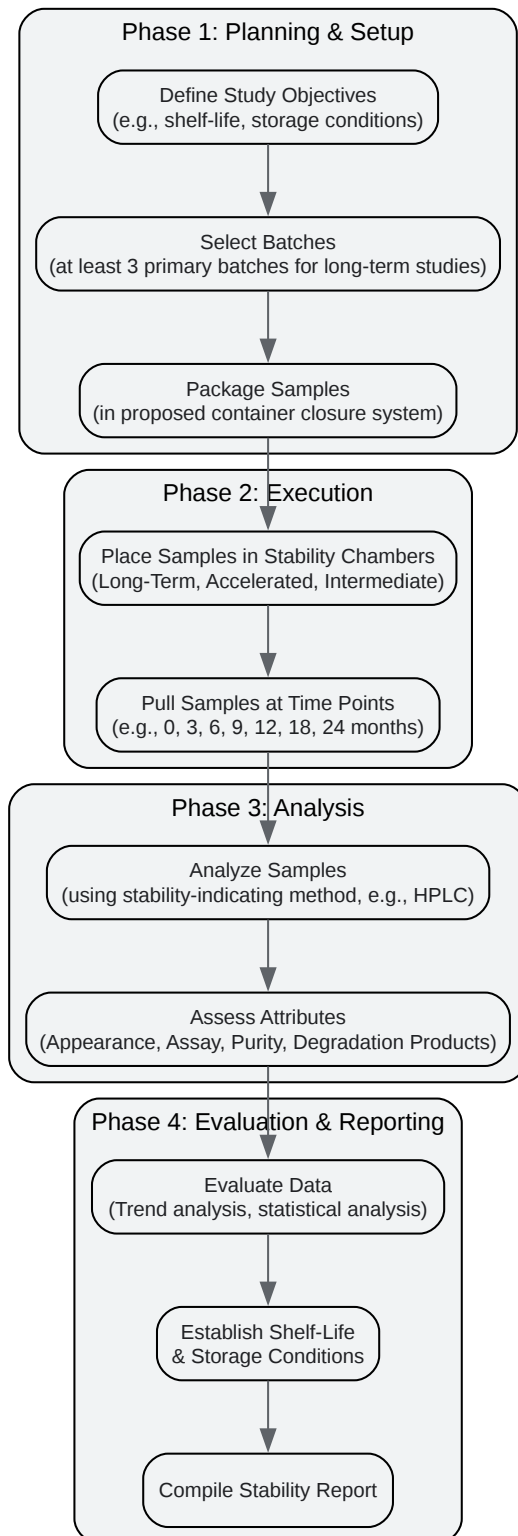 Phase 1: Planning & Setup
Define Study Objectives
(e.g., shelf-life, storage conditions)
Select Batches
(at least 3 primary batches for long-term studies)
Package Samples
(in proposed container closure system)
Phase 2: Execution
Place Samples in Stability Chambers
(Long-Term, Accelerated, Intermediate)
Pull Samples at Time Points
(e.g., 0, 3, 6, 9, 12, 18, 24 months)
Phase 3: Analysis
Analyze Samples
(using stability-indicating method, e.g., HPLC)
Assess Attributes
(Appearance, Assay, Purity, Degradation Products)
Phase 4: Evaluation & Reporting
Evaluate Data
(Trend analysis, statistical analysis)
Establish Shelf-Life
& Storage Conditions
Compile Stability Report